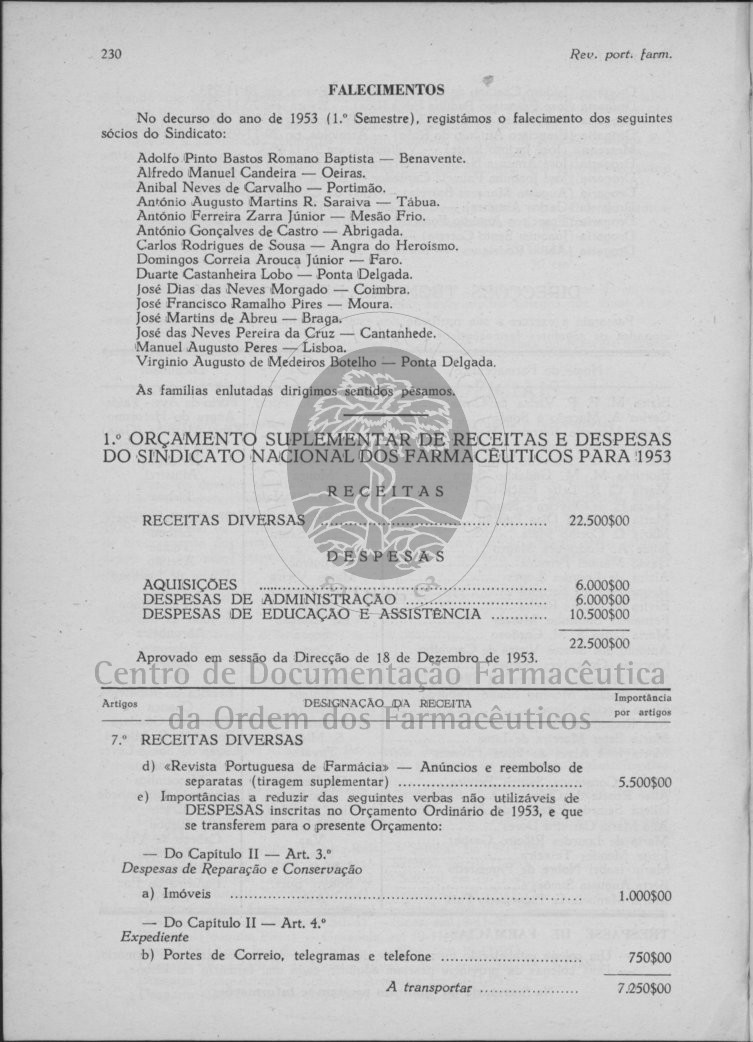 230
Rev. port. farm.
FALECIMENTOS
No decurso do ano de 1953 (1.º Semestre), registámos o falecimento dos seguintes
sócios do Sindicato:
Adolfo Pinto Bastos Romano Baptista — Benavente.
Alfredo Manuel Candeira — Oeiras.
Anibal Neves de Carvalho — Portimão.
António Augusto Martins R. Saraiva — Tábua.
António Ferreira Zarra Júnior — Mesão Frio.
António Gonçalves de Castro — Abrigada.
Carlos Rodrigues de Sousa — Angra do Heroísmo.
Domingos Correia Arouca Júnior — Faro.
Duarte Castanheira Lobo — Ponta Delgada.
José Dias das Neves Morgado — Coimbra.
José Francisco Ramalho Pires — Moura.
José Martins de Abreu — Braga.
José das Neves Pereira da Cruz — Cantanhede.
Manuel Augusto Peres — Lisboa.
Virgínio Augusto de Medeiros Botelho — Ponta Delgada.
Às famílias enlutadas dirigimos sentidos pêsamos.
1.º ORÇAMENTO SUPLEMENTAR DE RECEITAS E DESPESAS
DO SINDICATO NACIONAL DOS FARMACÊUTICOS PARA 1953
RECEITAS
RECEITAS DIVERSAS ........................................ 22.500$00
DESPESAS
AQUISIÇÕES ........................................ 6.000$00
DESPESAS DE ADMINISTRAÇÃO ........................ 6.000$00
DESPESAS DE EDUCAÇÃO E ASSISTÊNCIA ............ 10.500$00
22.500$00
Aprovado em sessão da Direcção de 18 de Dezembro de 1953.
Centro de Documentação Farmacêutica
da Ordem dos Farmacêuticos
Artigos DESIGNAÇÃO DA RECEITA Importância
por artigos
7.º RECEITAS DIVERSAS
d) «Revista Portuguesa de Farmácia» — Anúncios e reembolso de
separatas (tiragem suplementar) ........................ 5.500$00
e) Importâncias a reduzir das seguintes verbas não utilizáveis de
DESPESAS inscritas no Orçamento Ordinário de 1953, e que
se transferem para o presente Orçamento:
— Do Capítulo II — Art. 3.º
Despesas de Reparação e Conservação
a) Imóveis ........................................ 1.000$00
— Do Capítulo II — Art. 4.º
Expediente
b) Portes de Correio, telegramas e telefone .................... 750$00
A transportar .................... 7.250$00